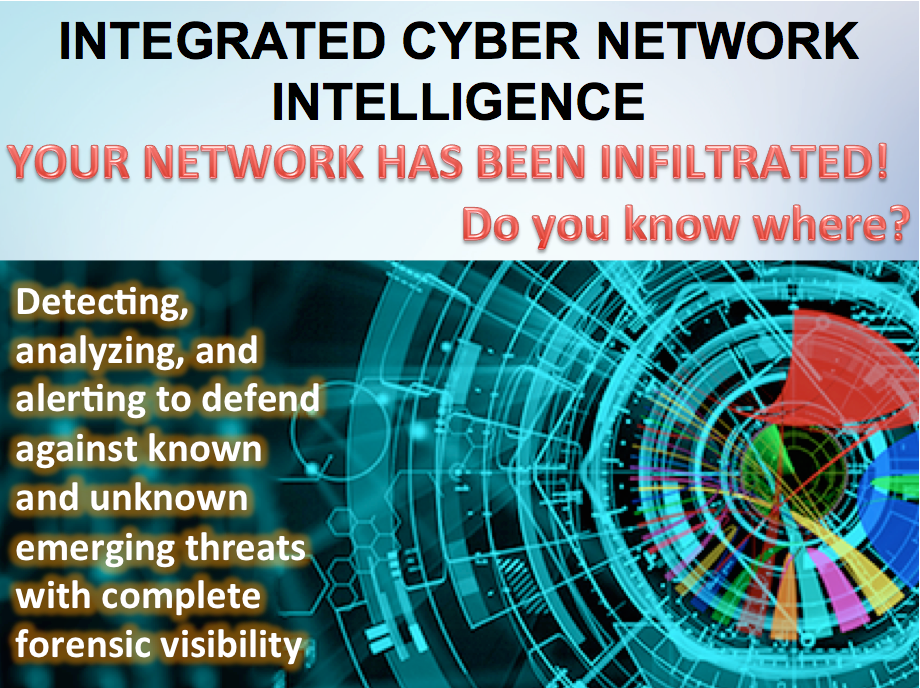 INTEGRATED CYBER NETWORK
INTELLIGENCE
YOUR NETWORK HAS BEEN INFILTRATED!
Do you know where?
Detecting,
analyzing, and
alerting to defend
against known
and unknown
emerging threats
with complete
forensic visibility